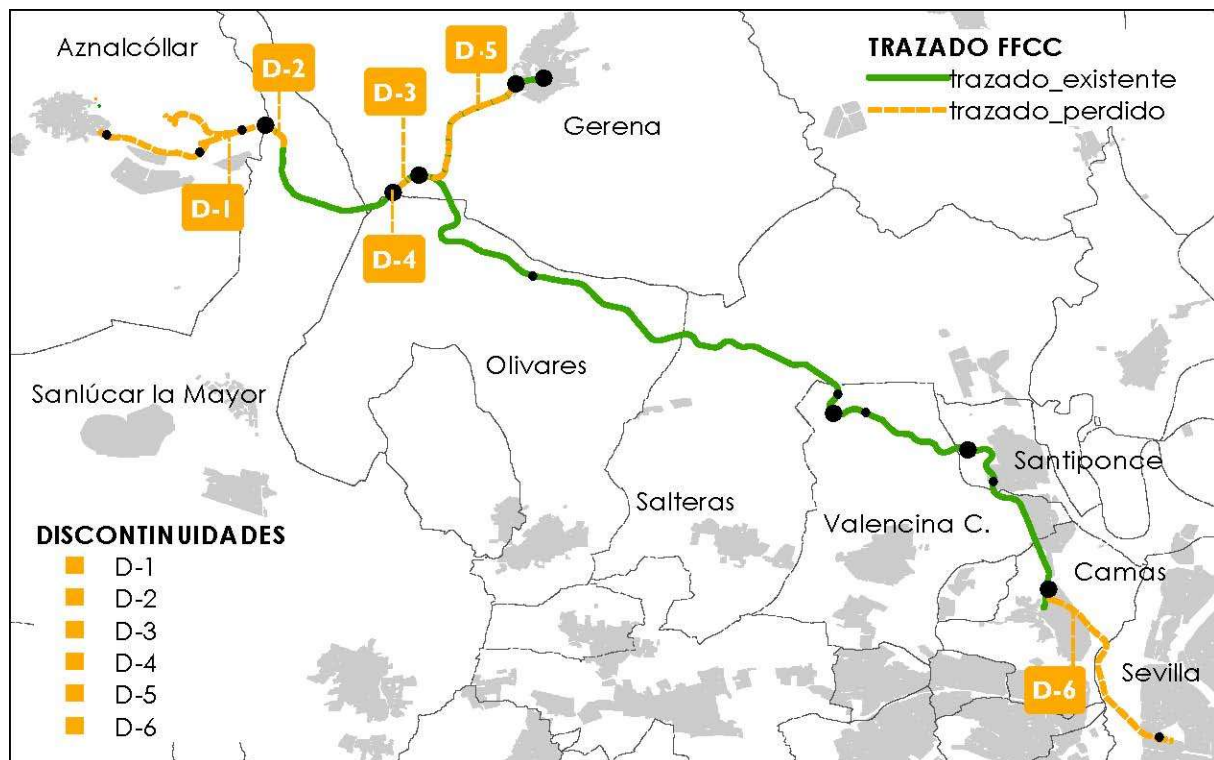 Aznalcóllar
D-2
D-3
D-5
Gerena
TRAZADO FFCC
trazado_existente
trazado_perdido
D-1
D-4
Olivares
Sanlúcar la Mayor
Salteras
Valencina C.
Santiponce
Camas
Sevilla
D-6
DISCONTINUIDADES
D-1
D-2
D-3
D-4
D-5
D-6